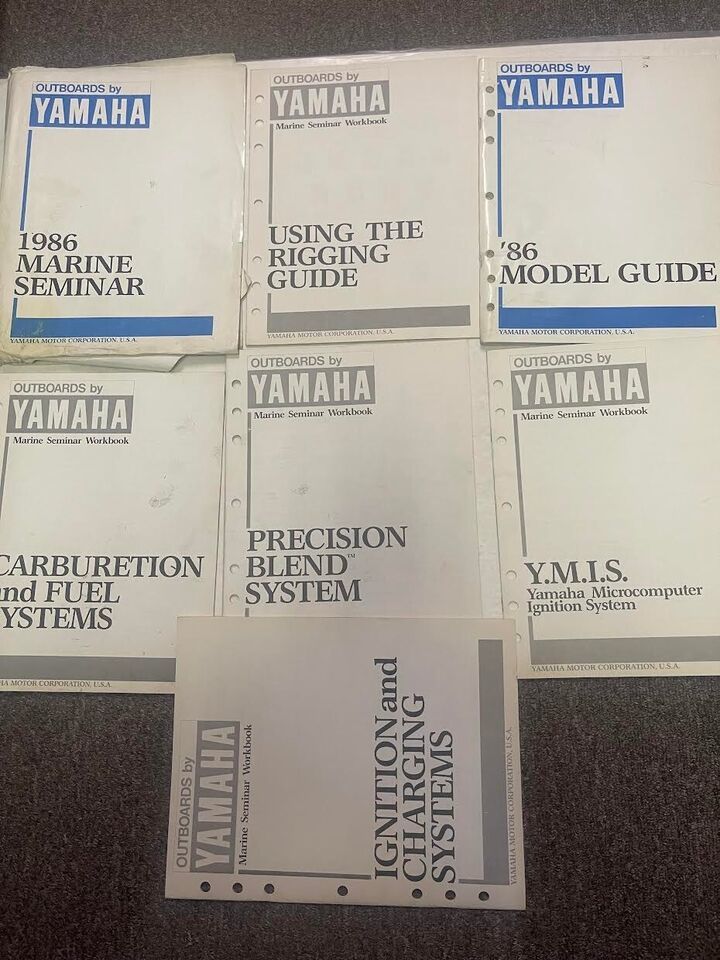 OUTBOARDS by
YAMAHA
1986
MARINE
SEMINAR
YAMAHA MOTOR CORPORATION, U.S.A.
OUTBOARDS by
YAMAHA
Marine Seminar Workbook
USING THE
RIGGING
GUIDE
YAMAHA MOTOR CORPORATION, U.S.A.
OUTBOARDS by
YAMAHA
'86
MODEL GUIDE
YAMAHA MOTOR CORPORATION, U.S.A.
OUTBOARDS by
YAMAHA
Marine Seminar Workbook
CARBURETION
and FUEL
YSTEMS
HA MOTOR CORPORATION, U.S.A.
OUTBOARDS by
YAMAHA
Marine Seminar Workbook
PRECISION
BLEND™
SYSTEM
OUTBOARDS by
YAMAHA
Marine Seminar Workbook
Y.M.I.S.
Yamaha Microcomputer
Ignition System
YAMAHA MOTOR CORPORATION, U.S.A.
OUTBOARDS by
YAMAHA
Marine Seminar Workbook
IGNITION and
CHARGING
SYSTEMS
YAMAHA MOTOR CORPORATION, U.S.A.